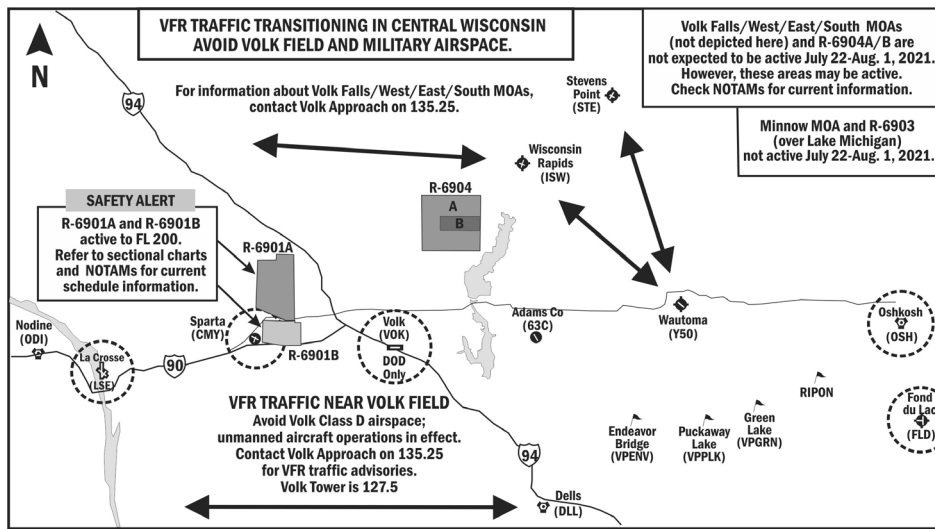 VFR TRAFFIC TRANSITIONING IN CENTRAL WISCONSIN
AVOID VOLK FIELD AND MILITARY AIRSPACE.
Volk Falls/West/East/South MOAs
(not depicted here) and R-6904A/B are
not expected to be active July 22-Aug. 1, 2021.
However, these areas may be active.
Check NOTAMs for current information.
Minnow MOA and R-6903
(over Lake Michigan)
not active July 22-Aug. 1, 2021.
N
94
For information about Volk Falls/West/East/South MOAs,
contact Volk Approach on 135.25.
Stevens
Point
(STE)
Wisconsin
Rapids
(ISW)
R-6904
A
B
SAFETY ALERT
R-6901A and R-6901B
active to FL 200.
Refer to sectional charts
and NOTAMs for current
schedule information.
R-6901A
Sparta
(CMY)
R-6901B
Volk
(VOK)
DOD
Only
Adams Co
(63C)
Wautoma
(Y50)
Oshkosh
(OSH)
Nodine
(ODI)
La Crosse
(LSE)
90
VFR TRAFFIC NEAR VOLK FIELD
Avoid Volk Class D airspace;
unmanned aircraft operations in effect.
Contact Volk Approach on 135.25
for VFR traffic advisories.
Volk Tower is 127.5
94
Dells
(DLL)
Endeavor
Bridge
(VPENV)
Puckaway
Lake
(VPPLK)
Green
Lake
(VPGRN)
RIPON
Fond
du Lac
(FLD)